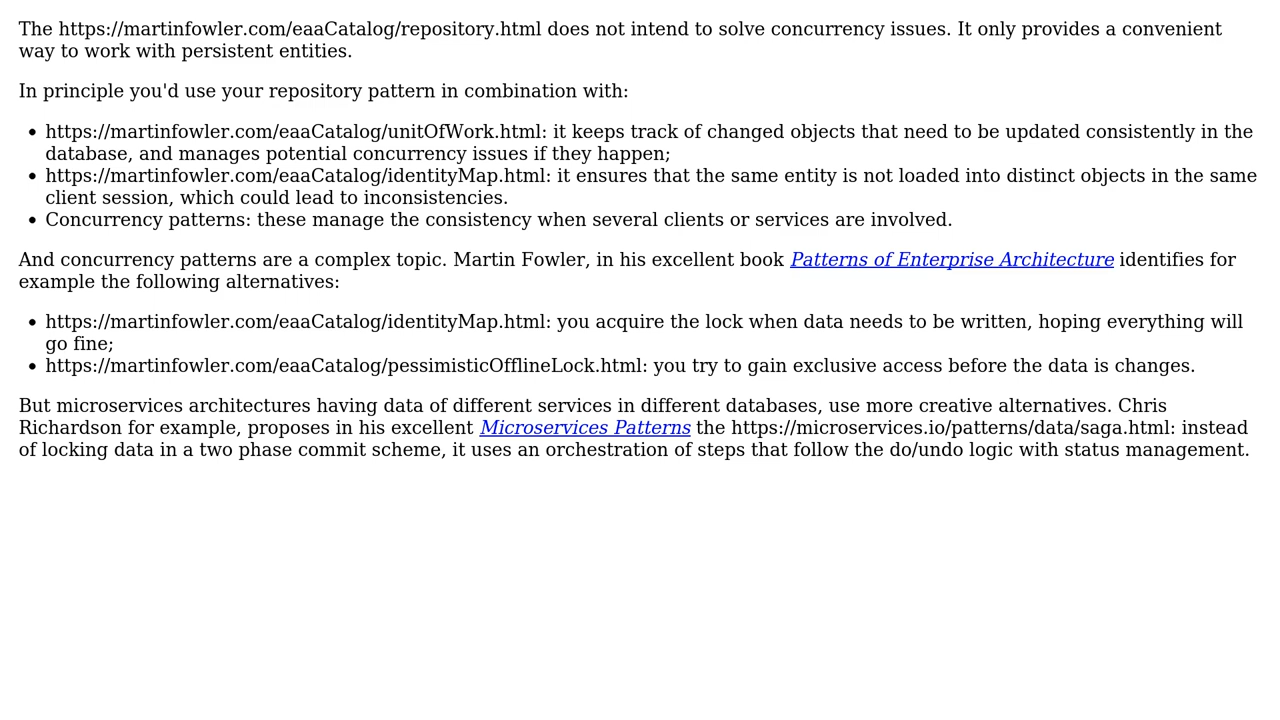 The https://martinfowler.com/eaaCatalog/repository.html does not intend to solve concurrency issues. It only provides a convenient
way to work with persistent entities.
In principle you'd use your repository pattern in combination with:
• https://martinfowler.com/eaaCatalog/unitOfWork.html: it keeps track of changed objects that need to be updated consistently in the
database, and manages potential concurrency issues if they happen;
• https://martinfowler.com/eaaCatalog/identityMap.html: it ensures that the same entity is not loaded into distinct objects in the same
client session, which could lead to inconsistencies.
• Concurrency patterns: these manage the consistency when several clients or services are involved.
And concurrency patterns are a complex topic. Martin Fowler, in his excellent book Patterns of Enterprise Architecture identifies for
example the following alternatives:
• https://martinfowler.com/eaaCatalog/identityMap.html: you acquire the lock when data needs to be written, hoping everything will
go fine;
• https://martinfowler.com/eaaCatalog/pessimisticOfflineLock.html: you try to gain exclusive access before the data is changes.
But microservices architectures having data of different services in different databases, use more creative alternatives. Chris
Richardson for example, proposes in his excellent Microservices Patterns the https://microservices.io/patterns/data/saga.html: instead
of locking data in a two phase commit scheme, it uses an orchestration of steps that follow the do/undo logic with status management.